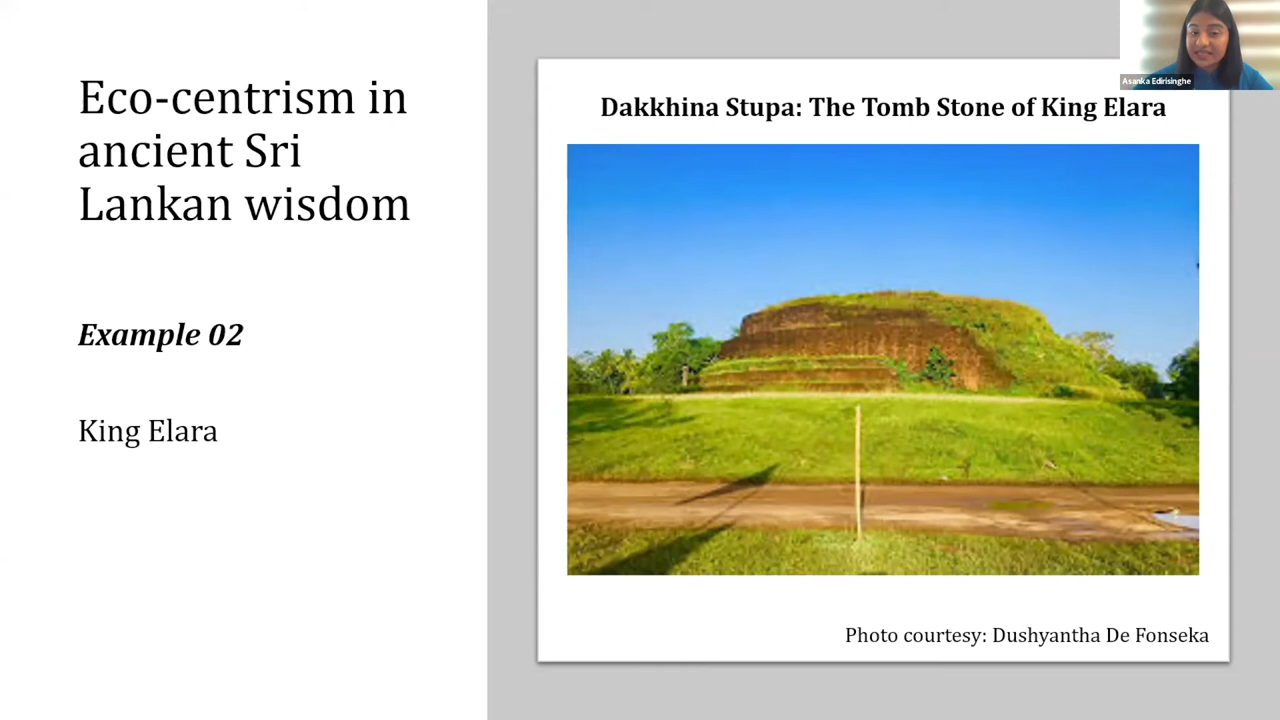 Eco-centrism in
ancient Sri
Lankan wisdom
Example 02
King Elara
Dakkhina Stupa: The Tomb Stone of King Elara
Photo courtesy: Dushyantha De Fonseka
Asanka Edirisinghe